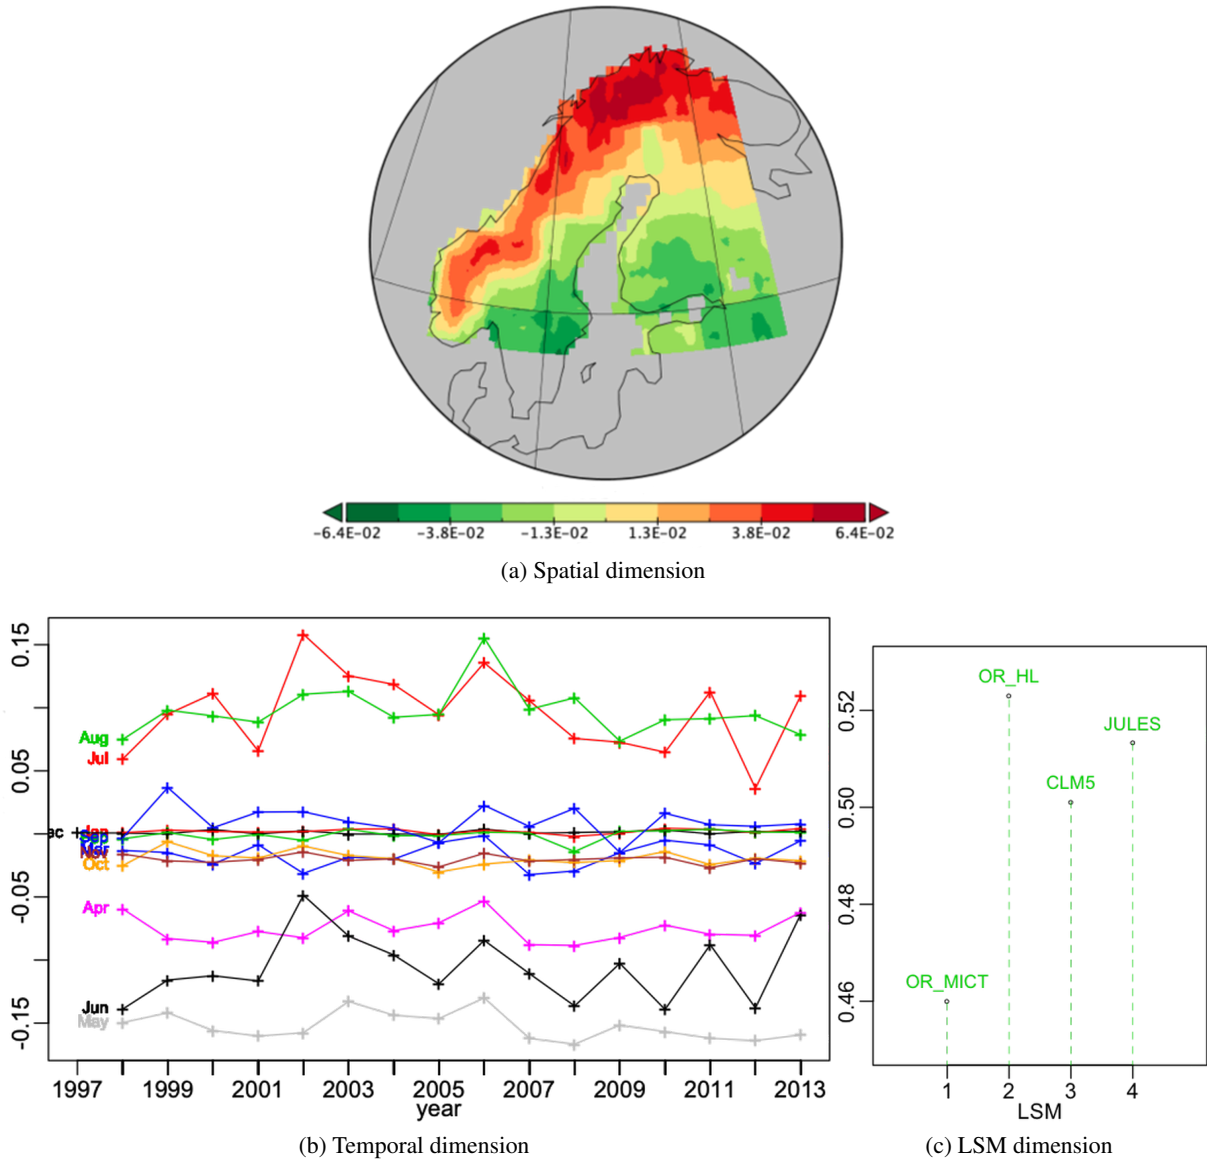 -6.4E-02 -3.8E-02 -1.3E-02 1.3E-02 3.8E-02 6.4E-02
(a) Spatial dimension
0.15
0.05
-0.05
-0.15
Aug
Jul
Jan
Sep
Mar
Nov
Oct
Apr
Jun
May
1997 1999 2001 2003 2005 2007 2009 2011 2013
year
(b) Temporal dimension
0.52
0.50
0.48
0.46
OR_HL
JULES
CLM5
OR_MICT
1 2 3 4
LSM
(c) LSM dimension